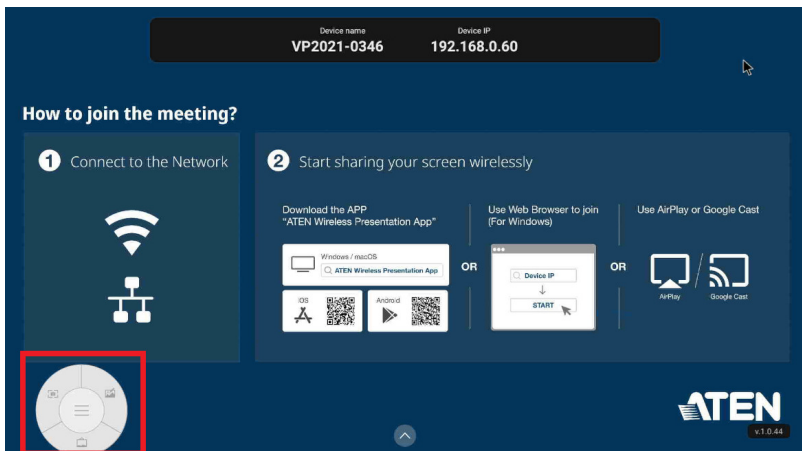 Device name
VP2021-0346
Device IP
192.168.0.60
How to join the meeting?
1 Connect to the Network
2 Start sharing your screen wirelessly
Download the APP
“ATEN Wireless Presentation App”
Windows / macOS
ATEN Wireless Presentation App
iOS
Android
OR
Use Web Browser to join
(For Windows)
Device IP
START
OR
Use AirPlay or Google Cast
AirPlay
Google Cast
ATEN
v.1.0.44